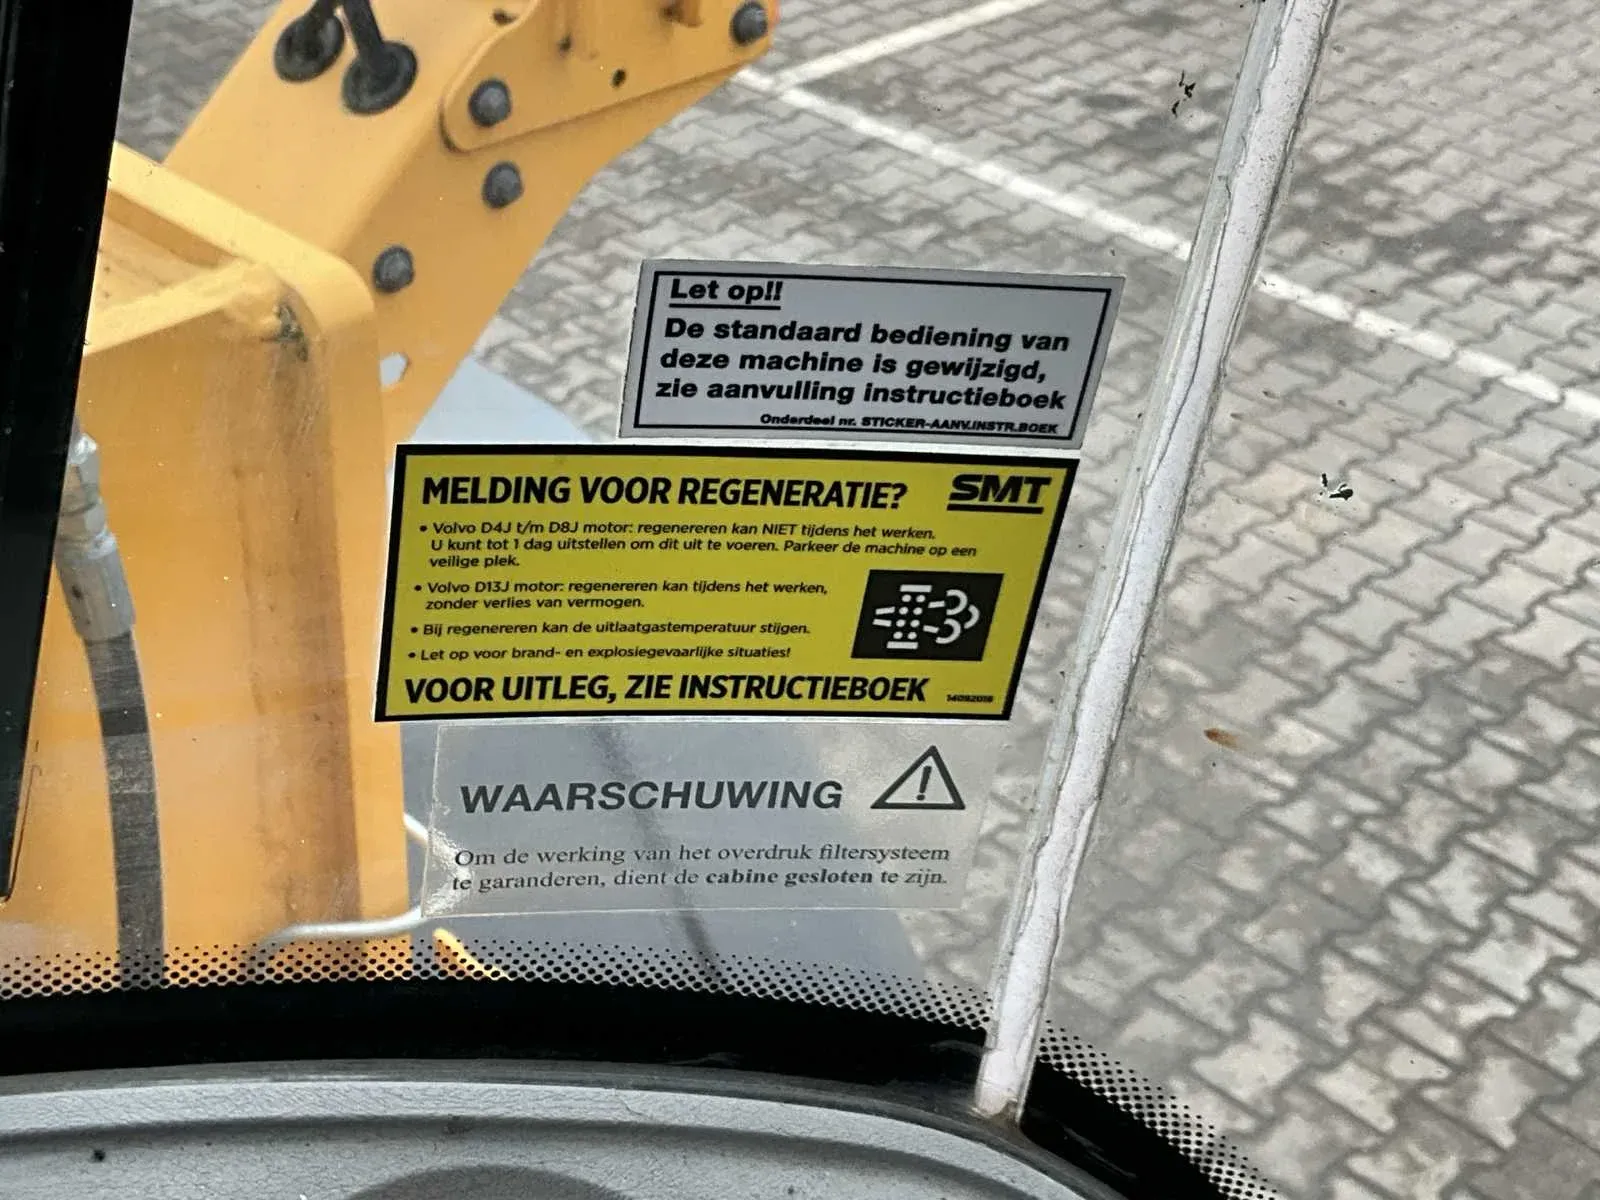 Let op!!
De standaard bediening van
deze machine is gewijzigd,
zie aanvulling instructieboek
Onderdeel nr. STICKER-AANV.INSTR.BOEK
MELDING VOOR REGENERATIE?
SMT
• Volvo D4J t/m D8J motor: regenereren kan NIET tijdens het werken.
U kunt tot 1 dag uitstellen om dit uit te voeren. Parkeer de machine op een
veilige plek.
• Volvo D13J motor: regenereren kan tijdens het werken,
zonder verlies van vermogen.
• Bij regenereren kan de uitlaatgastemperatuur stijgen.
• Let op voor brand- en explosiegevaarlijke situaties!
VOOR UITLEG, ZIE INSTRUCTIEBOEK
WAARSCHUWING
Om de werking van het overdruk filtersysteem
te garanderen, dient de cabine gesloten te zijn.